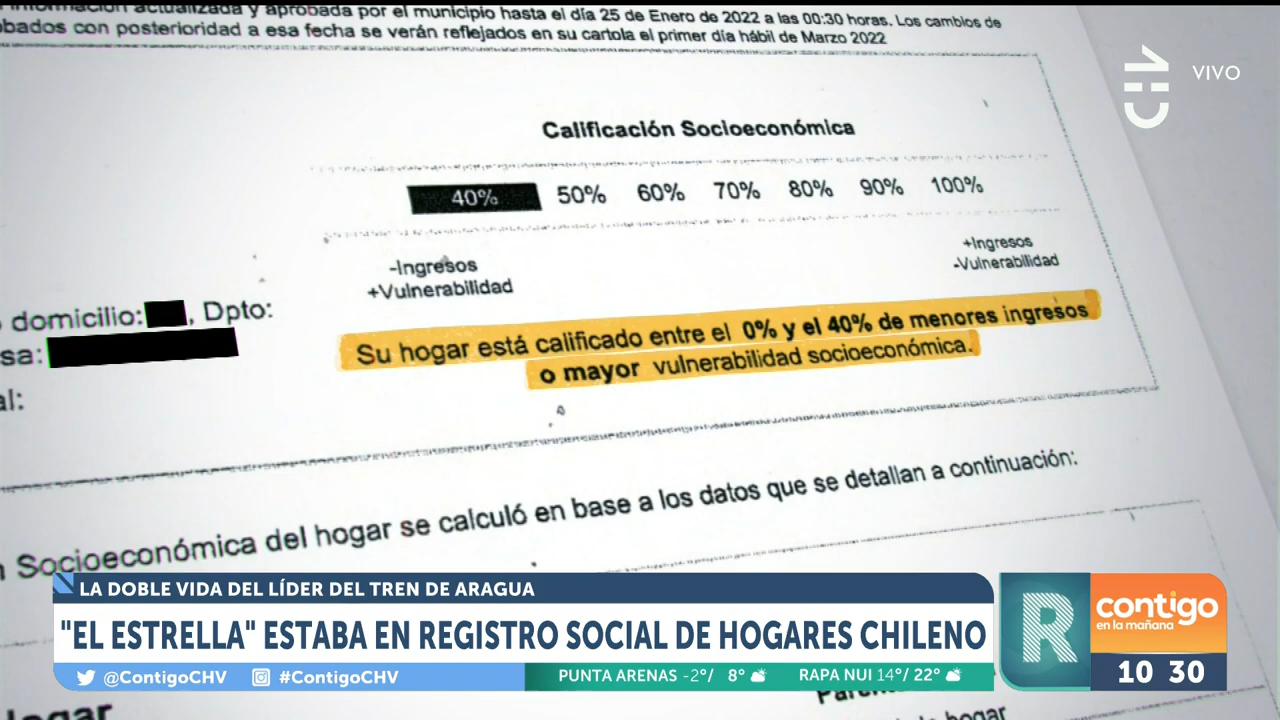 información actualizada y aprobada por el municipio hasta el día 25 de Enero de 2022 a las 00:30 horas. Los cambios de
bados con posterioridad a esa fecha se verán reflejados en su cartola el primer día hábil de Marzo 2022
CHV
VIVO
Calificación Socioeconómica
40% 50% 60% 70% 80% 90% 100%
-Ingresos
+Vulnerabilidad
+Ingresos
-Vulnerabilidad
domicilio: , Dpto:
sa:
al:
Su hogar está calificado entre el 0% y el 40% de menores ingresos
o mayor vulnerabilidad socioeconómica.
n Socioeconómica del hogar se calculó en base a los datos que se detallan a continuación:
LA DOBLE VIDA DEL LÍDER DEL TREN DE ARAGUA
"EL ESTRELLA" ESTABA EN REGISTRO SOCIAL DE HOGARES CHILENO
@ContigoCHV #ContigoCHV PUNTA ARENAS -2°/ 8° RAPA NUI 14°/ 22°
R
contigo
en la mañana
10 30
hogar